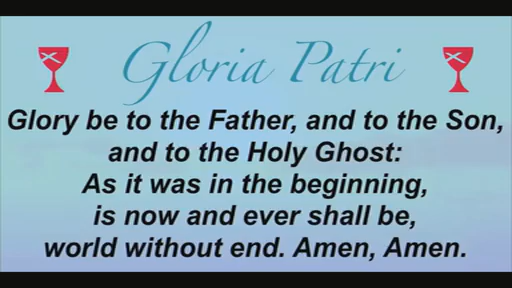 Gloria Patri
Glory be to the Father, and to the Son,
and to the Holy Ghost:
As it was in the beginning,
is now and ever shall be,
world without end. Amen, Amen.